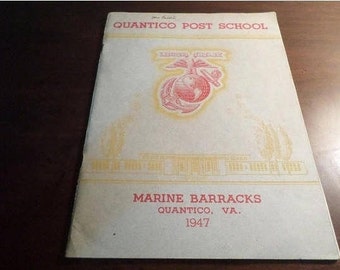 QUANTICO POST SCHOOL
MARINE BARRACKS
QUANTICO, VA.
1947